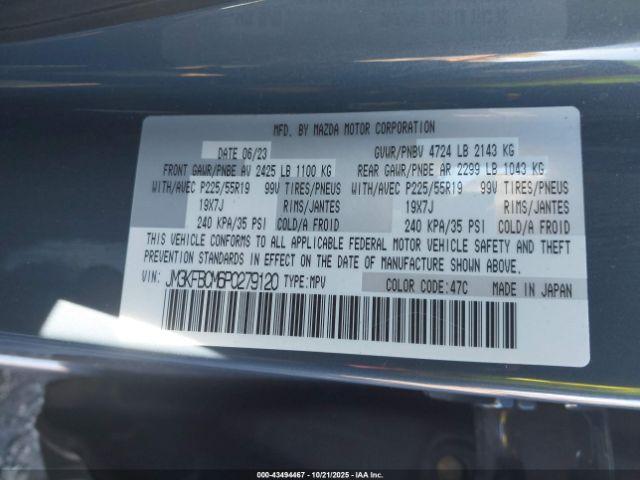 MFD. BY MAZDA MOTOR CORPORATION
DATE 06/23 GVWR/PNBV 4724 LB 2143 KG
FRONT GAWR/PNBE AV 2425 LB 1100 KG REAR GAWR/PNBE AR 2299 LB 1043 KG
WITH/AVEC P225/55R19 99V TIRES/PNEUS WITH/AVEC P225/55R19 99V TIRES/PNEUS
19X7J RIMS/JANTES 19X7J RIMS/JANTES
240 KPA/35 PSI COLD/A FROID 240 KPA/35 PSI COLD/A FROID
THIS VEHICLE CONFORMS TO ALL APPLICABLE FEDERAL MOTOR VEHICLE SAFETY AND THEFT
PREVENTION STANDARDS IN EFFECT ON THE DATE OF MANUFACTURE SHOWN ABOVE.
VIN: JM3KFBCM6P0279120 TYPE:MPV COLOR CODE:47C MADE IN JAPAN
000-43494467 - 10/21/2025 - copart.com